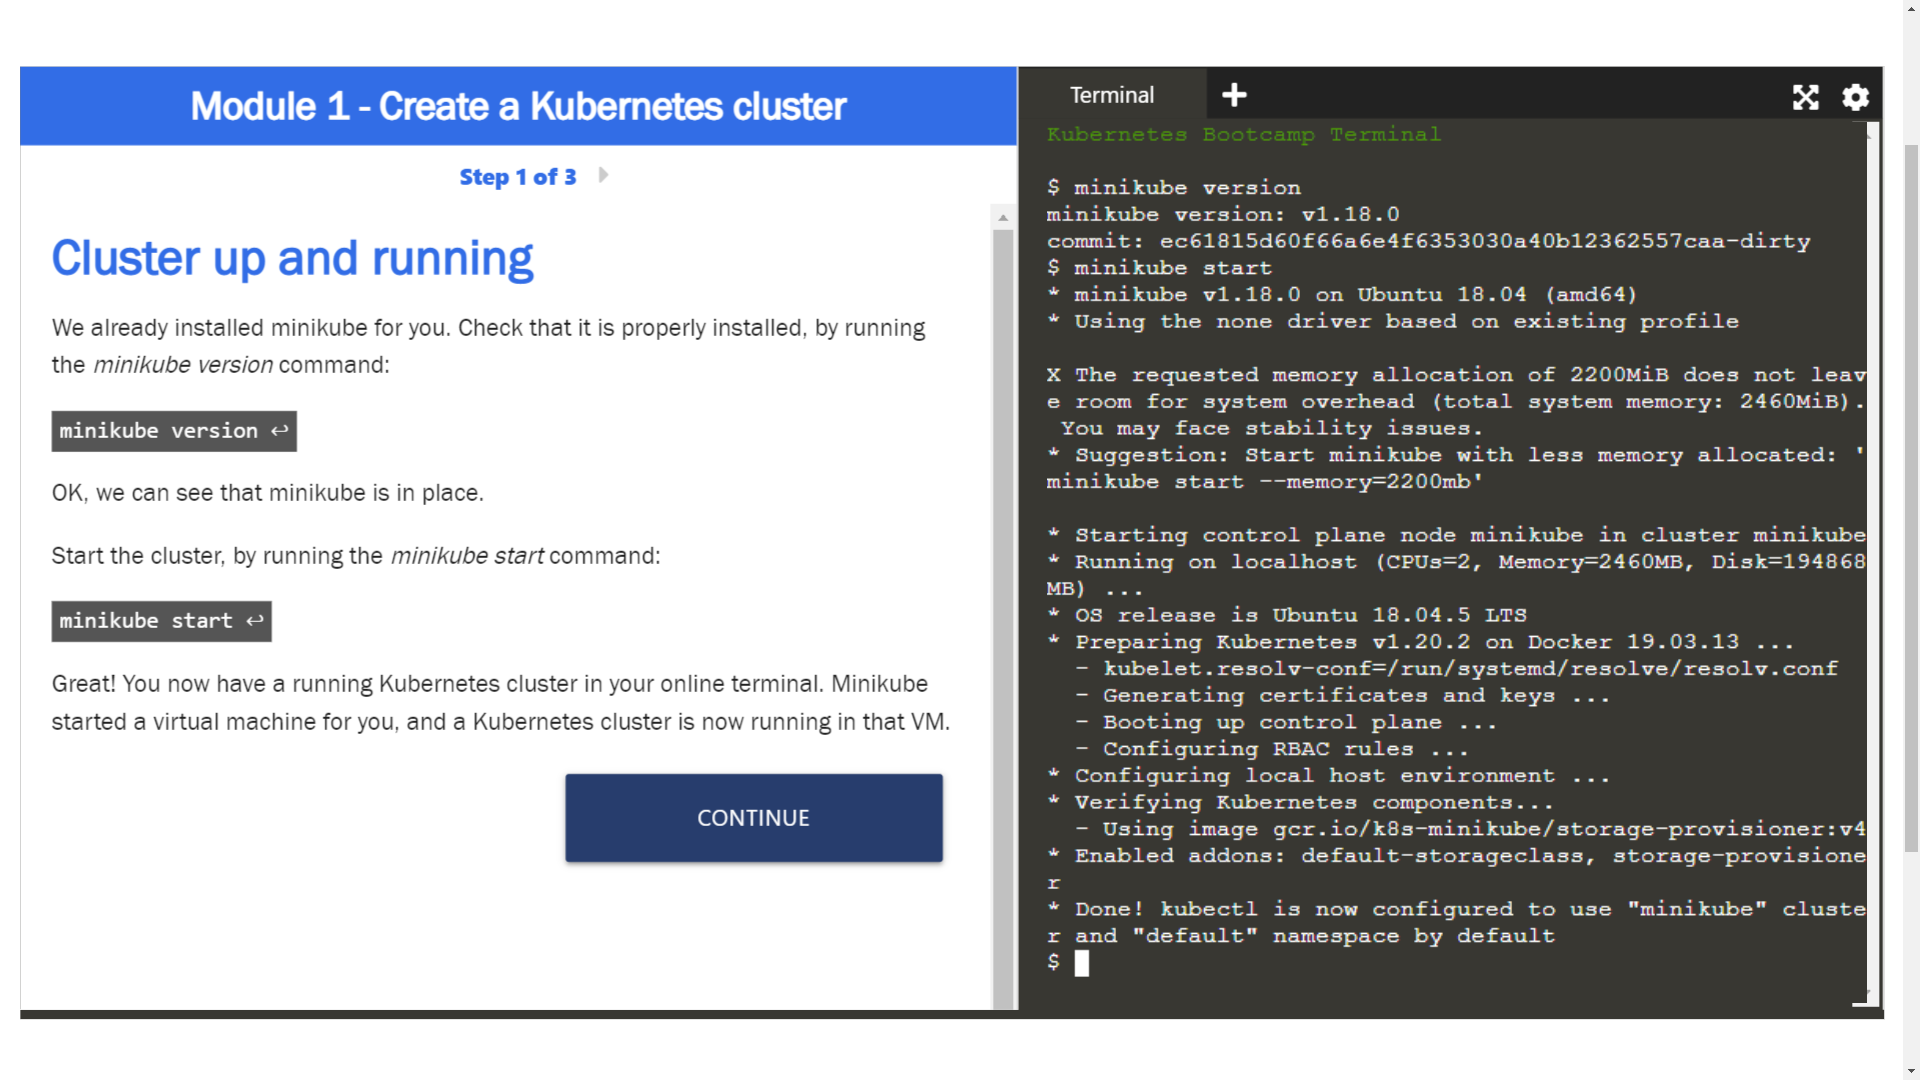 Module 1 - Create a Kubernetes cluster
Step 1 of 3
Cluster up and running
We already installed minikube for you. Check that it is properly installed, by running
the minikube version command:
minikube version ↩
OK, we can see that minikube is in place.
Start the cluster, by running the minikube start command:
minikube start ↩
Great! You now have a running Kubernetes cluster in your online terminal. Minikube
started a virtual machine for you, and a Kubernetes cluster is now running in that VM.
CONTINUE
Terminal
Kubernetes Bootcamp Terminal
$ minikube version
minikube version: v1.18.0
commit: ec61815d60f66a6e4f6353030a40b12362557caa-dirty
$ minikube start
* minikube v1.18.0 on Ubuntu 18.04 (amd64)
* Using the none driver based on existing profile
X The requested memory allocation of 2200MiB does not leav
e room for system overhead (total system memory: 2460MiB).
You may face stability issues.
* Suggestion: Start minikube with less memory allocated: '
minikube start --memory=2200mb'
* Starting control plane node minikube in cluster minikube
* Running on localhost (CPUs=2, Memory=2460MB, Disk=194868
MB) ...
* OS release is Ubuntu 18.04.5 LTS
* Preparing Kubernetes v1.20.2 on Docker 19.03.13 ...
- kubelet.resolv-conf=/run/systemd/resolve/resolv.conf
- Generating certificates and keys ...
- Booting up control plane ...
- Configuring RBAC rules ...
* Configuring local host environment ...
* Verifying Kubernetes components...
- Using image gcr.io/k8s-minikube/storage-provisioner:v4
* Enabled addons: default-storageclass, storage-provisione
r
* Done! kubectl is now configured to use "minikube" cluste
r and "default" namespace by default
$